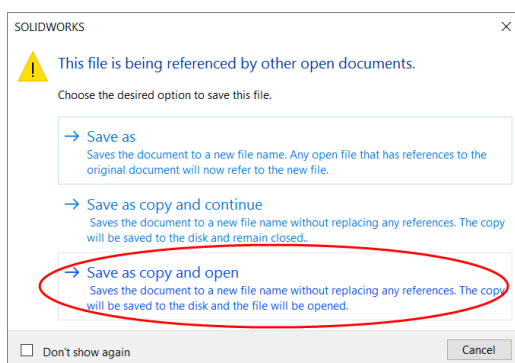 SOLIDWORKS
This file is being referenced by other open documents.
Choose the desired option to save this file.
Save as
Saves the document to a new file name. Any open file that has references to the
original document will now refer to the new file.
Save as copy and continue
Saves the document to a new file name without replacing any references. The copy
will be saved to the disk and remain closed..
Save as copy and open
Saves the document to a new file name without replacing any references. The copy
will be saved to the disk and the file will be opened.
Don't show again
Cancel